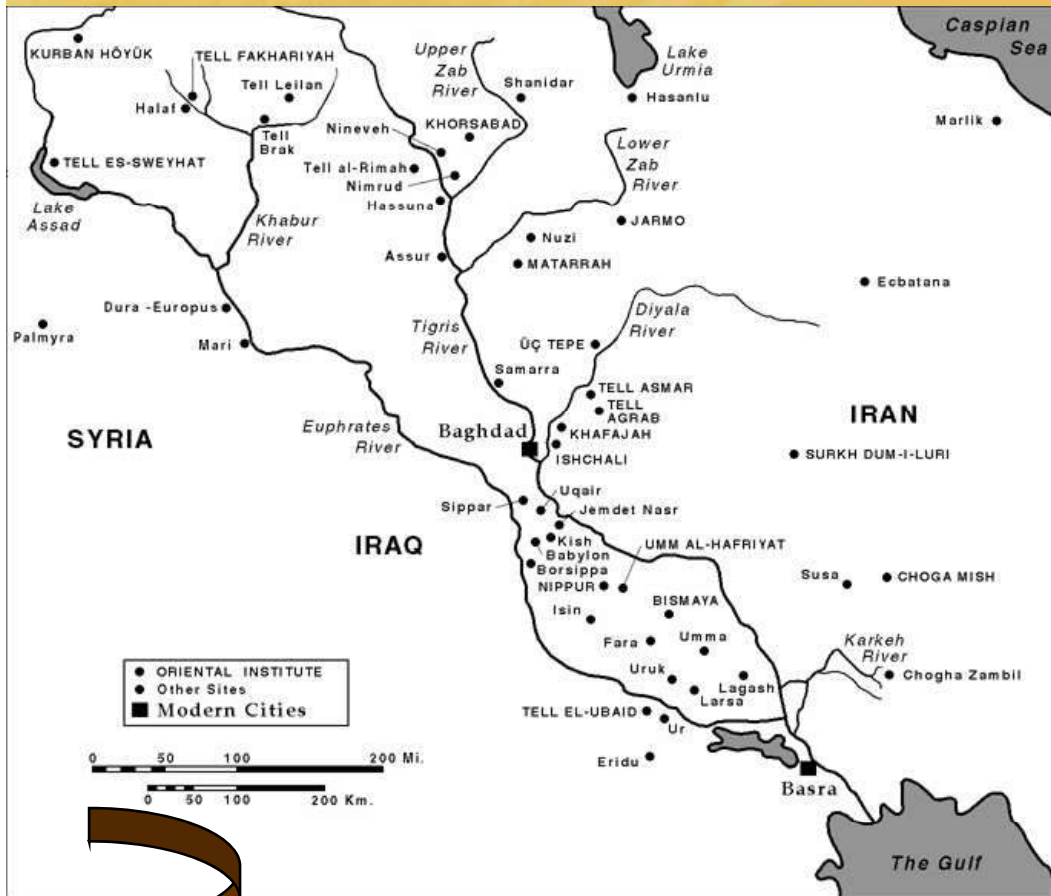 Caspian
Sea
KURBAN HÖYÜK
TELL FAKHARIYAH
Upper
Zab
River
Lake
Urmia
Tell Leilan
Shanidar
Hasanlu
Halaf
KHORSABAD
Marlik
Tell
Brak
Nineveh
Lower
Zab
River
TELL ES-SWEYHAT
Tell al-Rimah
Nimrud
Hassuna
Lake
Assad
Khabur
River
JARMO
Nuzi
Assur
MATARRAH
Ecbatana
Dura -Europus
Diyala
River
Palmyra
Mari
Tigris
River
ÜÇ TEPE
Samarra
TELL ASMAR
TELL
AGRAB
IRAN
SYRIA
Euphrates
River
Baghdad
KHAFAJAH
ISHCHALI
SURKH DUM-I-LURI
Uqair
Sippar
Jemdet Nasr
IRAQ
Kish
UMM AL-HAFRIYAT
Babylon
Borsippa
NIPPUR
Susa
CHOGA MISH
BISMAYA
Isin
Fara
Umma
Karkeh
River
Uruk
Lagash
Chogha Zambil
Larsa
ORIENTAL INSTITUTE
Other Sites
Modern Cities
TELL EL-UBAID
Ur
Eridu
0 50 100 200 Mi.
0 50 100 200 Km.
Basra
The Gulf